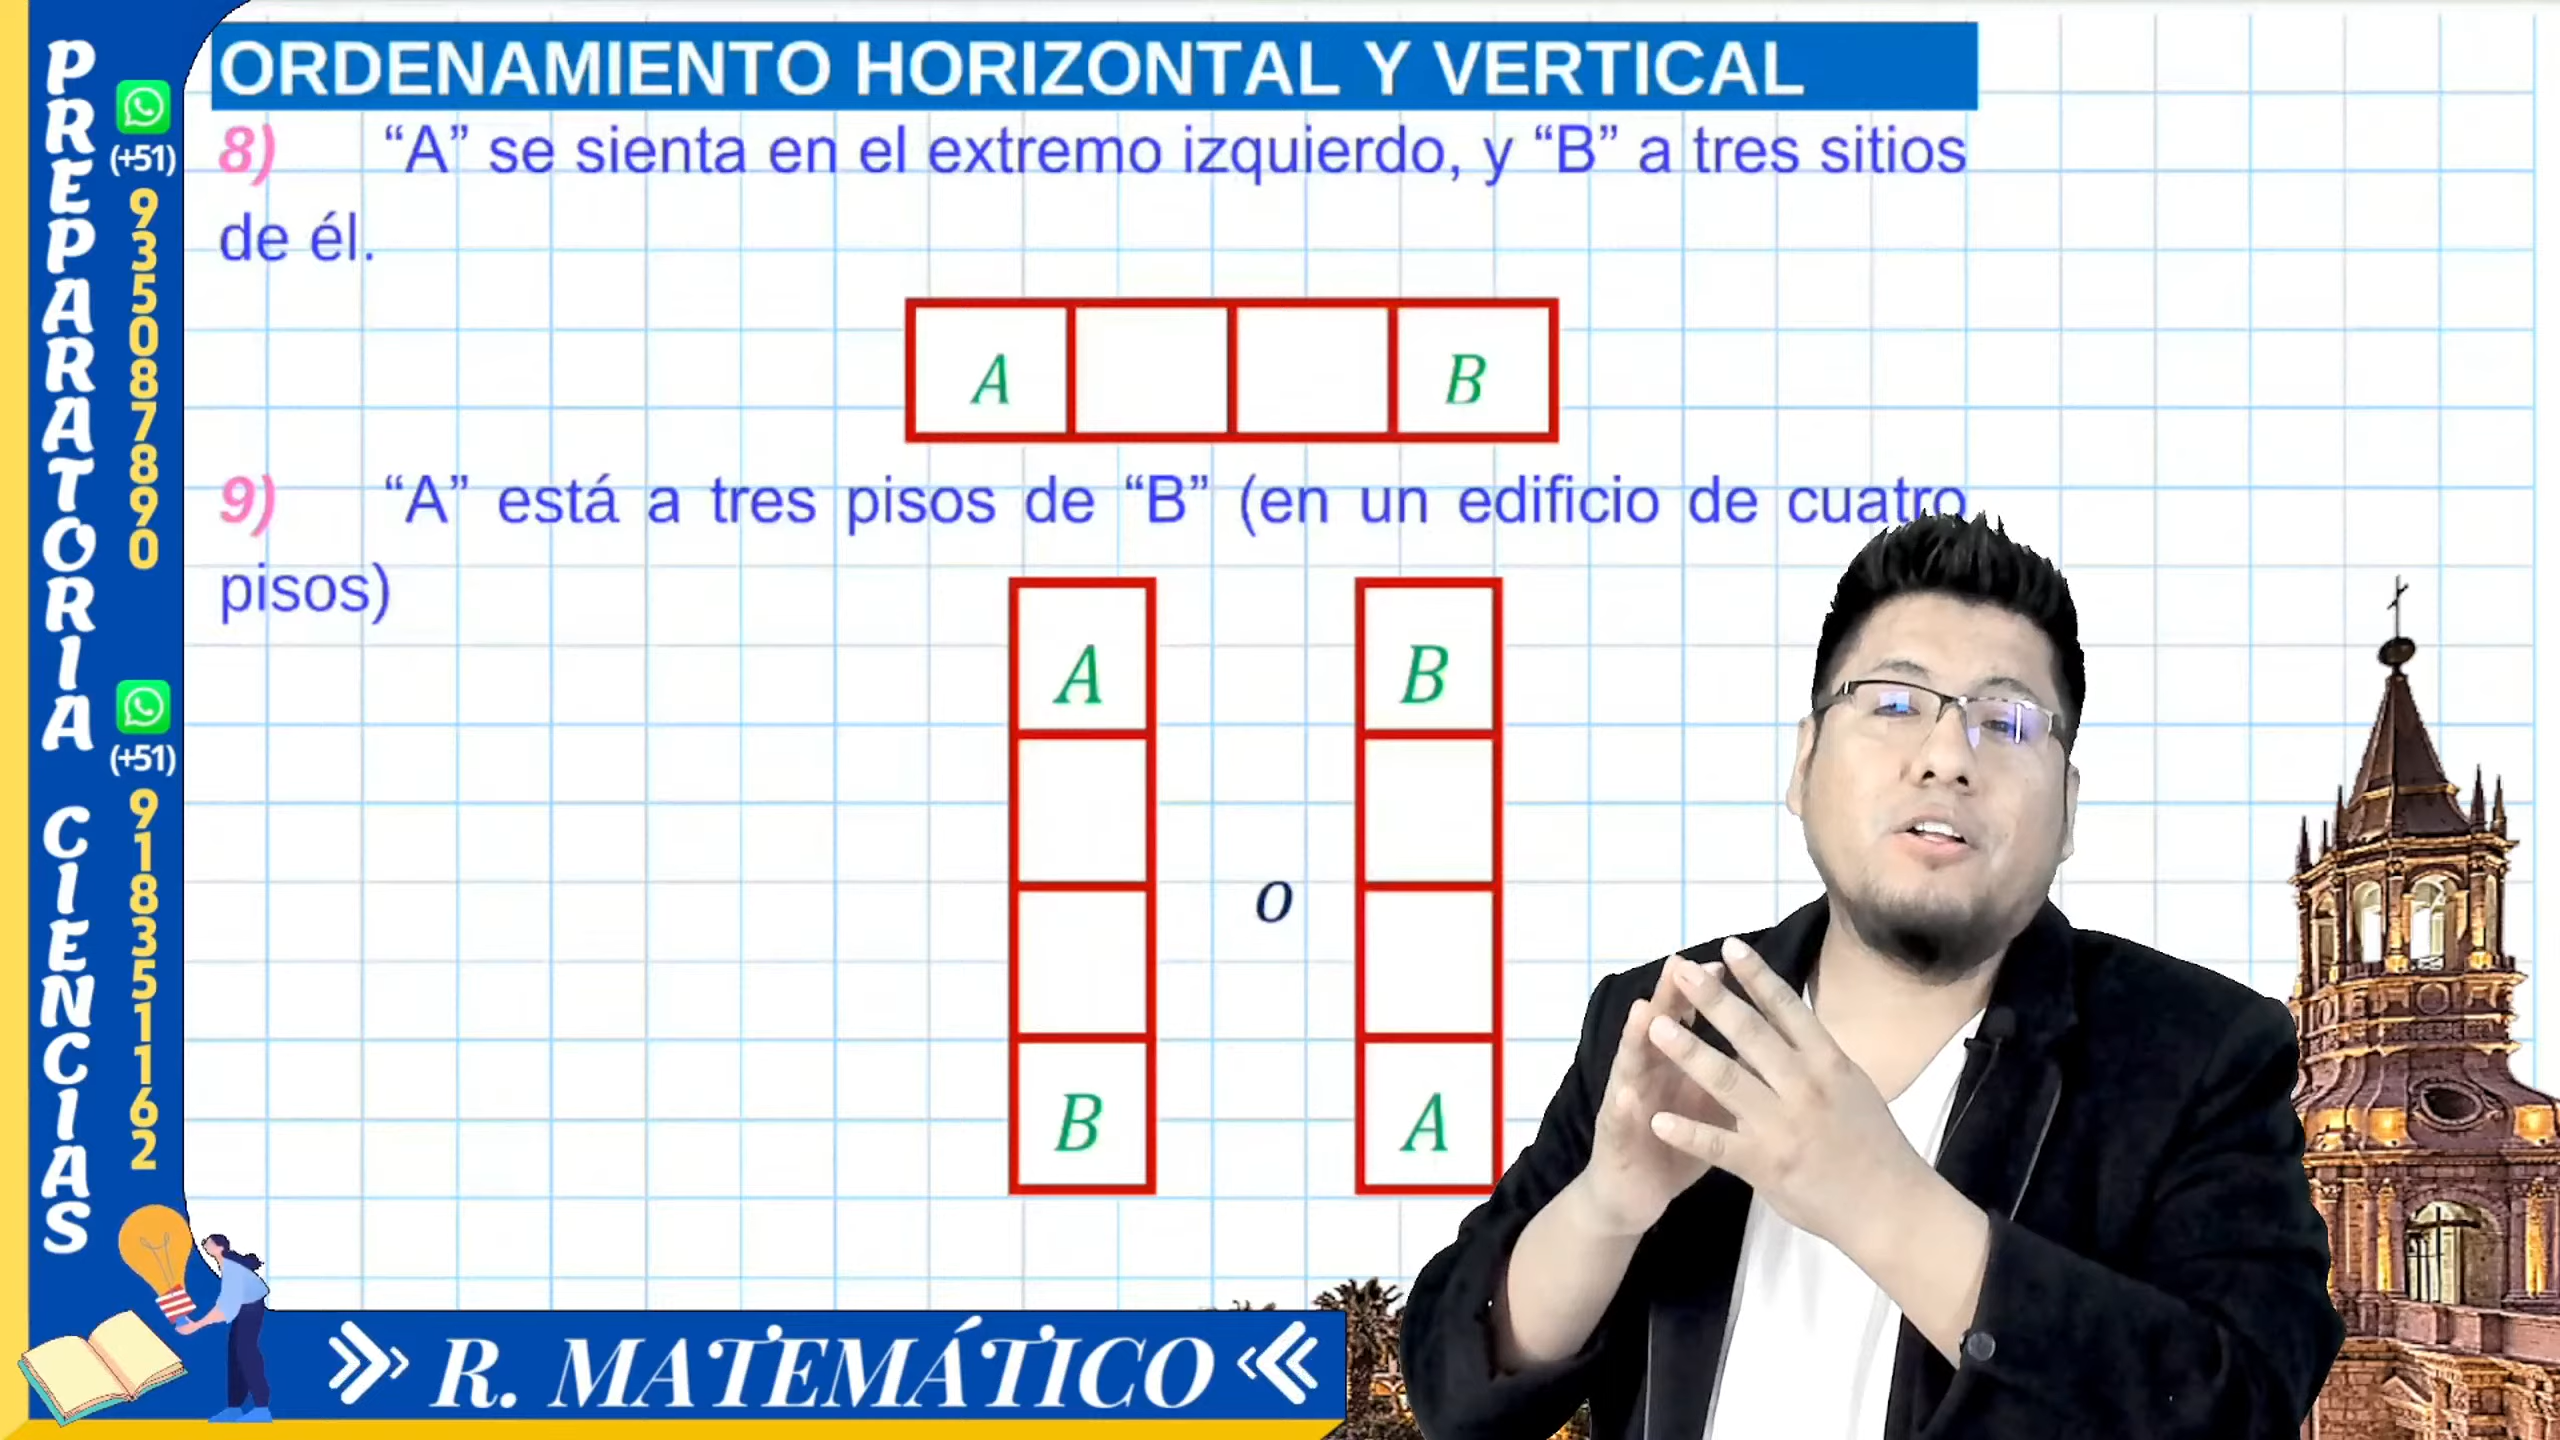 ORDENAMIENTO HORIZONTAL Y VERTICAL
8) “A” se sienta en el extremo izquierdo, y “B” a tres sitios
de él.
A B
9) “A” está a tres pisos de “B” (en un edificio de cuatro
pisos)
A B
o
B A
PREPARATORIA CIENCIAS
(+51)
935087890
(+51)
918351162
R. MATEMÁTICO